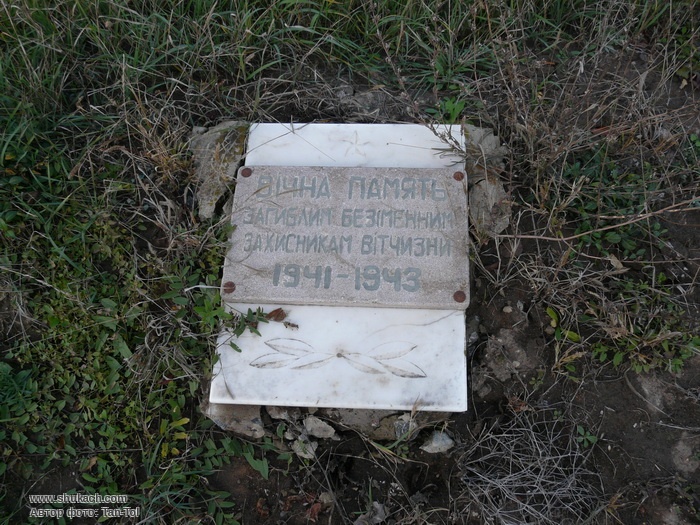 ВІЧНА ПАМЯТЬ
ЗАГИБЛИМ БЕЗІМЕННИМ
ЗАХИСНИКАМ ВІТЧИЗНИ
1941-1943
www.shukach.com
Автор фото: Tan-Tol